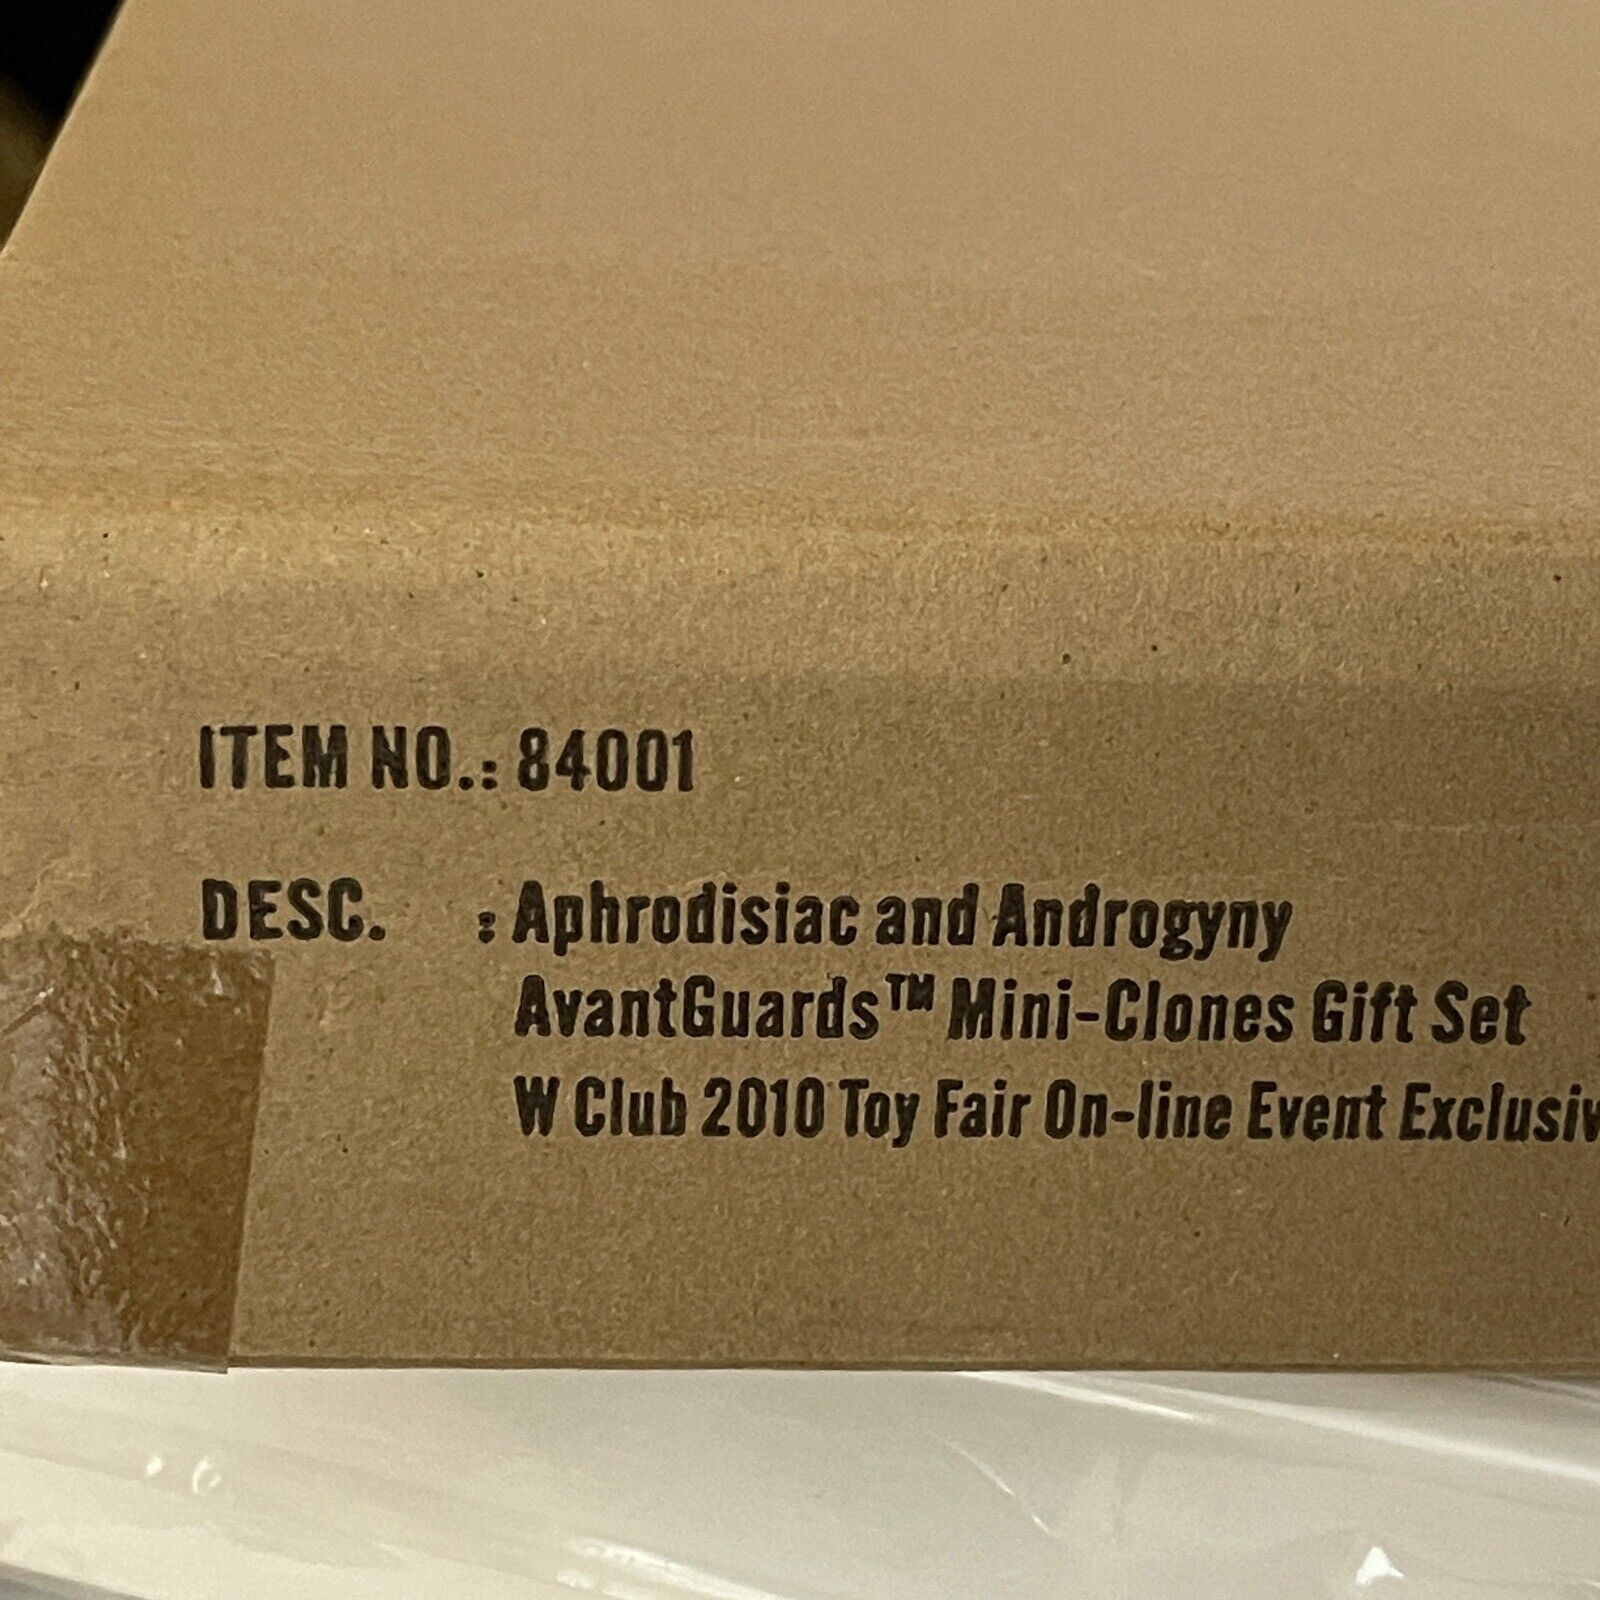 ITEM NO.: 84001
DESC. : Aphrodisiac and Androgyny
AvantGuards™ Mini-Clones Gift Set
W Club 2010 Toy Fair On-line Event Exclusiv